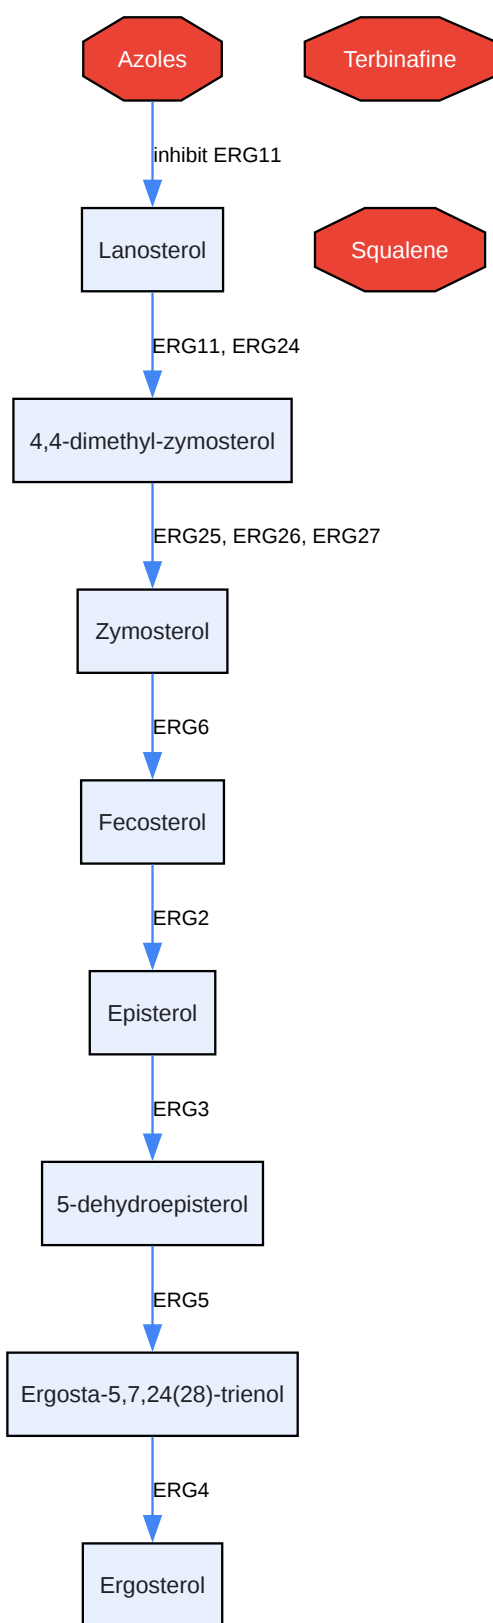 Azoles
Terbinafine
inhibit ERG11
Lanosterol
Squalene
ERG11, ERG24
4,4-dimethyl-zymosterol
ERG25, ERG26, ERG27
Zymosterol
ERG6
Fecosterol
ERG2
Episterol
ERG3
5-dehydroepisterol
ERG5
Ergosta-5,7,24(28)-trienol
ERG4
Ergosterol